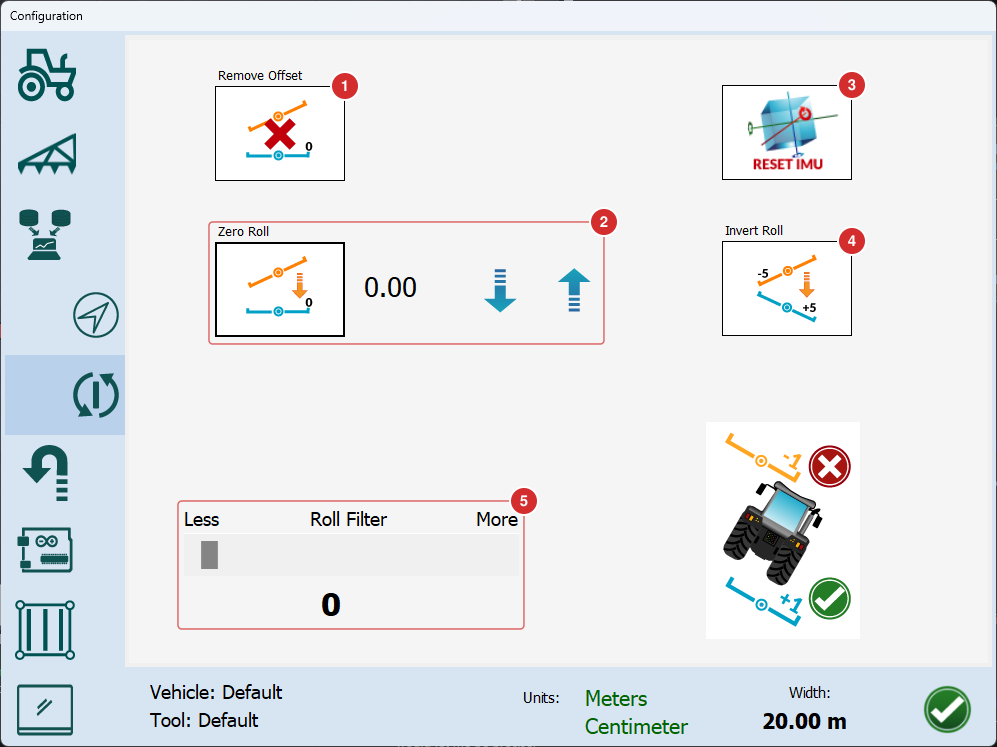 Configuration
Remove Offset
1
0
3
RESET IMU
Zero Roll
2
0
0.00
Invert Roll
4
-5
+5
5
Less Roll Filter More
0
-1
+1
Vehicle: Default
Tool: Default
Units: Meters
Centimeter
Width:
20.00 m